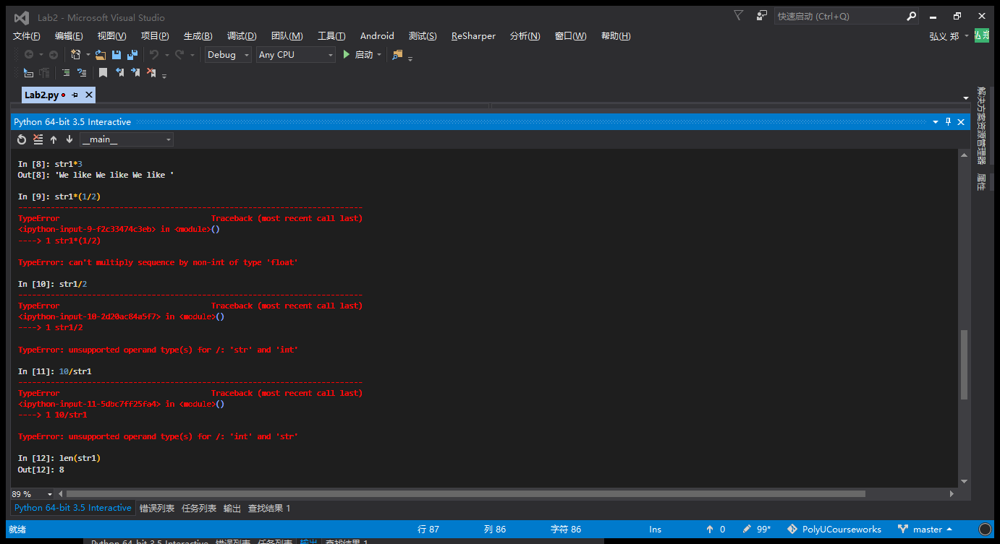 Lab2 - Microsoft Visual Studio
快速启动 (Ctrl+Q)
文件(F) 编辑(E) 视图(V) 项目(P) 生成(B) 调试(D) 团队(M) 工具(T) Android 测试(S) ReSharper 分析(N) 窗口(W) 帮助(H)
弘义 郑
弘 郑
Debug Any CPU 启动
Lab2.py
解决方案资源管理器
属性
Python 64-bit 3.5 Interactive
__main__
In [8]: str1*3
Out[8]: 'We like We like We like '
In [9]: str1*(1/2)
---------------------------------------------------------------------------
TypeError Traceback (most recent call last)
<ipython-input-9-f2c33474c3eb> in <module>()
----> 1 str1*(1/2)
TypeError: can't multiply sequence by non-int of type 'float'
In [10]: str1/2
---------------------------------------------------------------------------
TypeError Traceback (most recent call last)
<ipython-input-10-2d20ac84a5f7> in <module>()
----> 1 str1/2
TypeError: unsupported operand type(s) for /: 'str' and 'int'
In [11]: 10/str1
---------------------------------------------------------------------------
TypeError Traceback (most recent call last)
<ipython-input-11-5dbc7ff25fa4> in <module>()
----> 1 10/str1
TypeError: unsupported operand type(s) for /: 'int' and 'str'
In [12]: len(str1)
Out[12]: 8
89 %
Python 64-bit 3.5 Interactive 错误列表 任务列表 输出 查找结果 1
就绪 行 87 列 86 字符 86 Ins 0 99* PolyUCourseworks master
Python 64-bit 3.5 Interactive 错误列表 任务列表 输出 查找结果 1